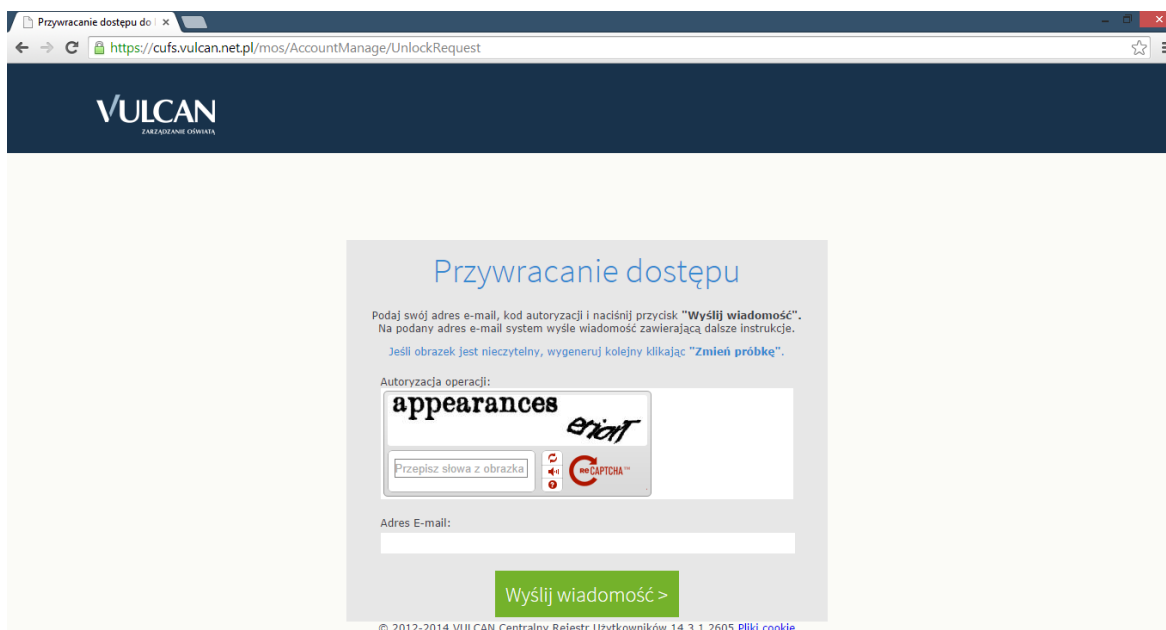 Przywracanie dostępu do
https://cufs.vulcan.net.pl/mos/AccountManage/UnlockRequest
VULCAN
ZARZĄDZANIE OŚWIATĄ
Przywracanie dostępu
Podaj swój adres e-mail, kod autoryzacji i naciśnij przycisk "Wyślij wiadomość".
Na podany adres e-mail system wyśle wiadomość zawierającą dalsze instrukcje.
Jeśli obrazek jest nieczytelny, wygeneruj kolejny klikając "Zmień próbkę".
Autoryzacja operacji:
appearances
Przepisz słowa z obrazka
reCAPTCHA™
Adres E-mail:
Wyślij wiadomość >
© 2012-2014 VULCAN Centralny Rejestr Użytkowników 14.3.1.2605 Pliki cookie